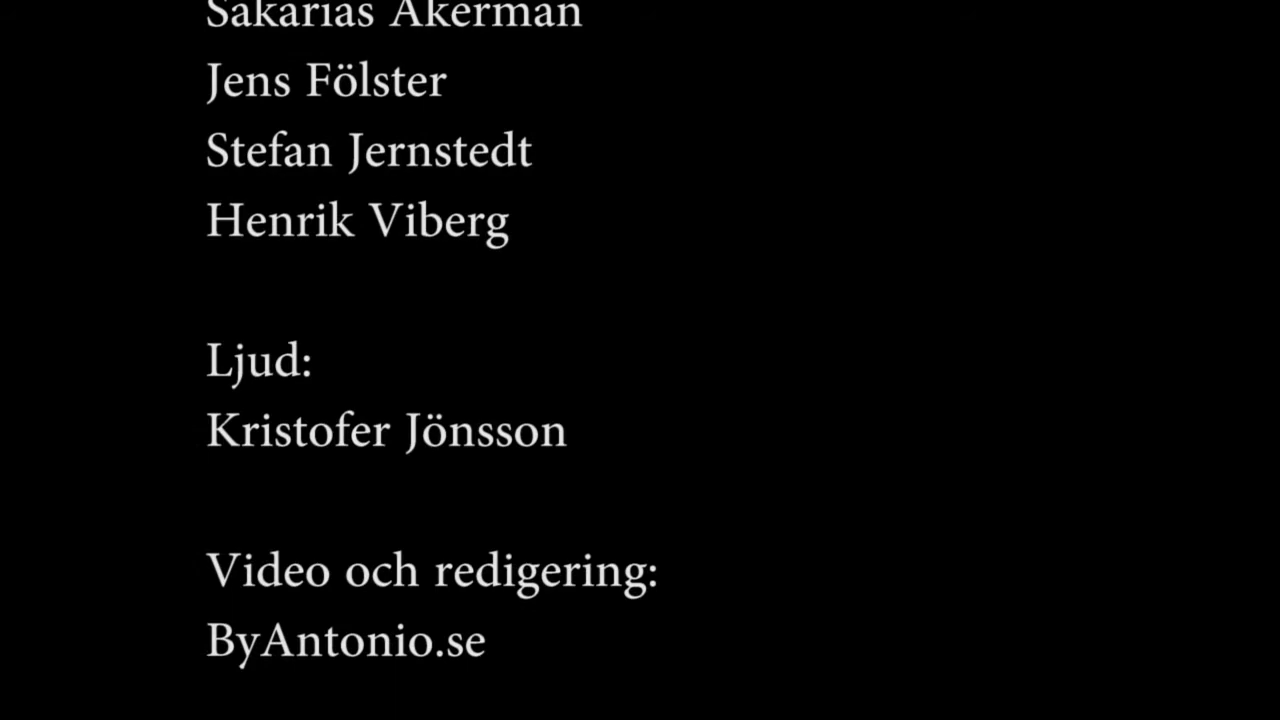 Sakarias Åkerman
Jens Fölster
Stefan Jernstedt
Henrik Viberg
Ljud:
Kristofer Jönsson
Video och redigering:
ByAntonio.se